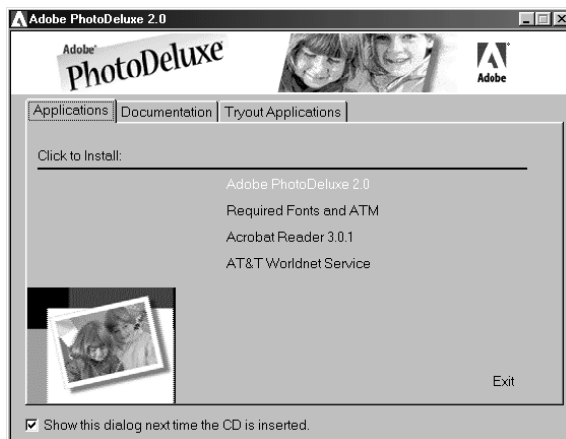 Adobe PhotoDeluxe 2.0
Adobe
PhotoDeluxe
Adobe
Applications
Documentation
Tryout Applications
Click to Install:
Adobe PhotoDeluxe 2.0
Required Fonts and ATM
Acrobat Reader 3.0.1
AT&T Worldnet Service
Exit
Show this dialog next time the CD is inserted.